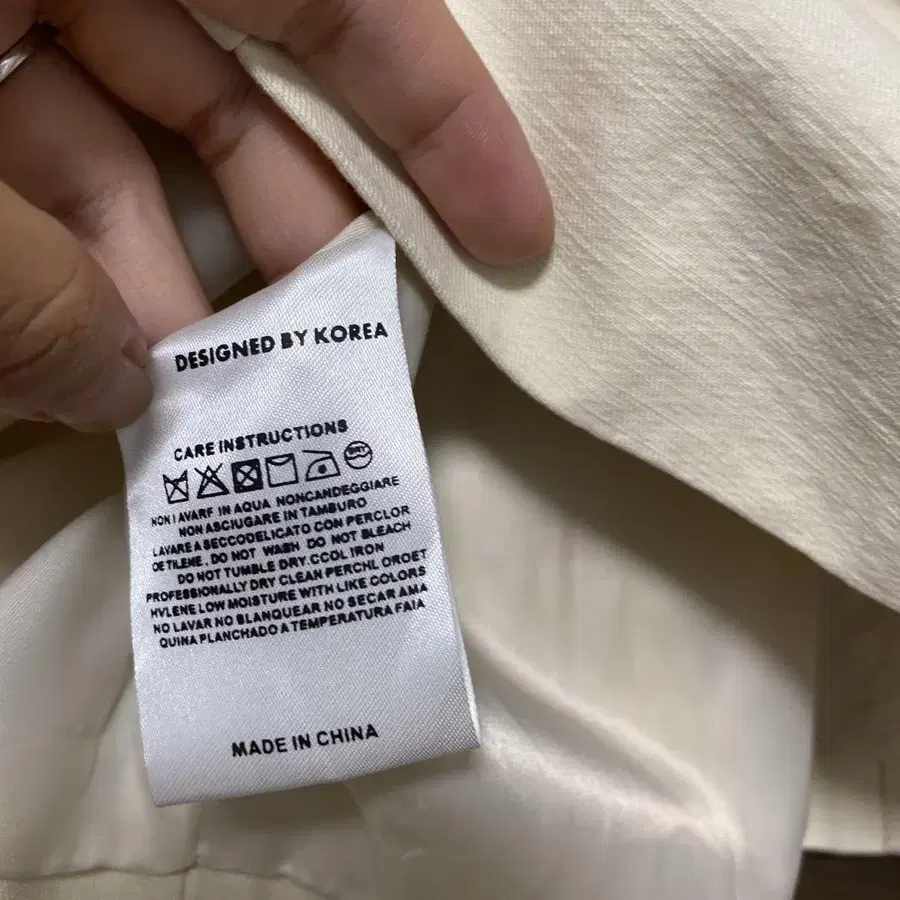 DESIGNED BY KOREA
CARE INSTRUCTIONS
DRY
NON I AVARF IN AQUA NONCANDEGGIARE
NON ASCIUGARE IN TAMBURO
LAVARE A SECCODELICATO CON PERCLOR
OETILENE, DO NOT WASH DO NOT BLEACH
DO NOT TUMBLE DRY CCOL IRON
PROFESSIONALLY DRY CLEAN PERCHL OROET
HVLENE LOW MOISTURE WITH LIKE COLORS
NO LAVAR NO BLANQUEAR NO SECAR AMA
QUINA PLANCHADO A TEMPERATURA FAIA
MADE IN CHINA